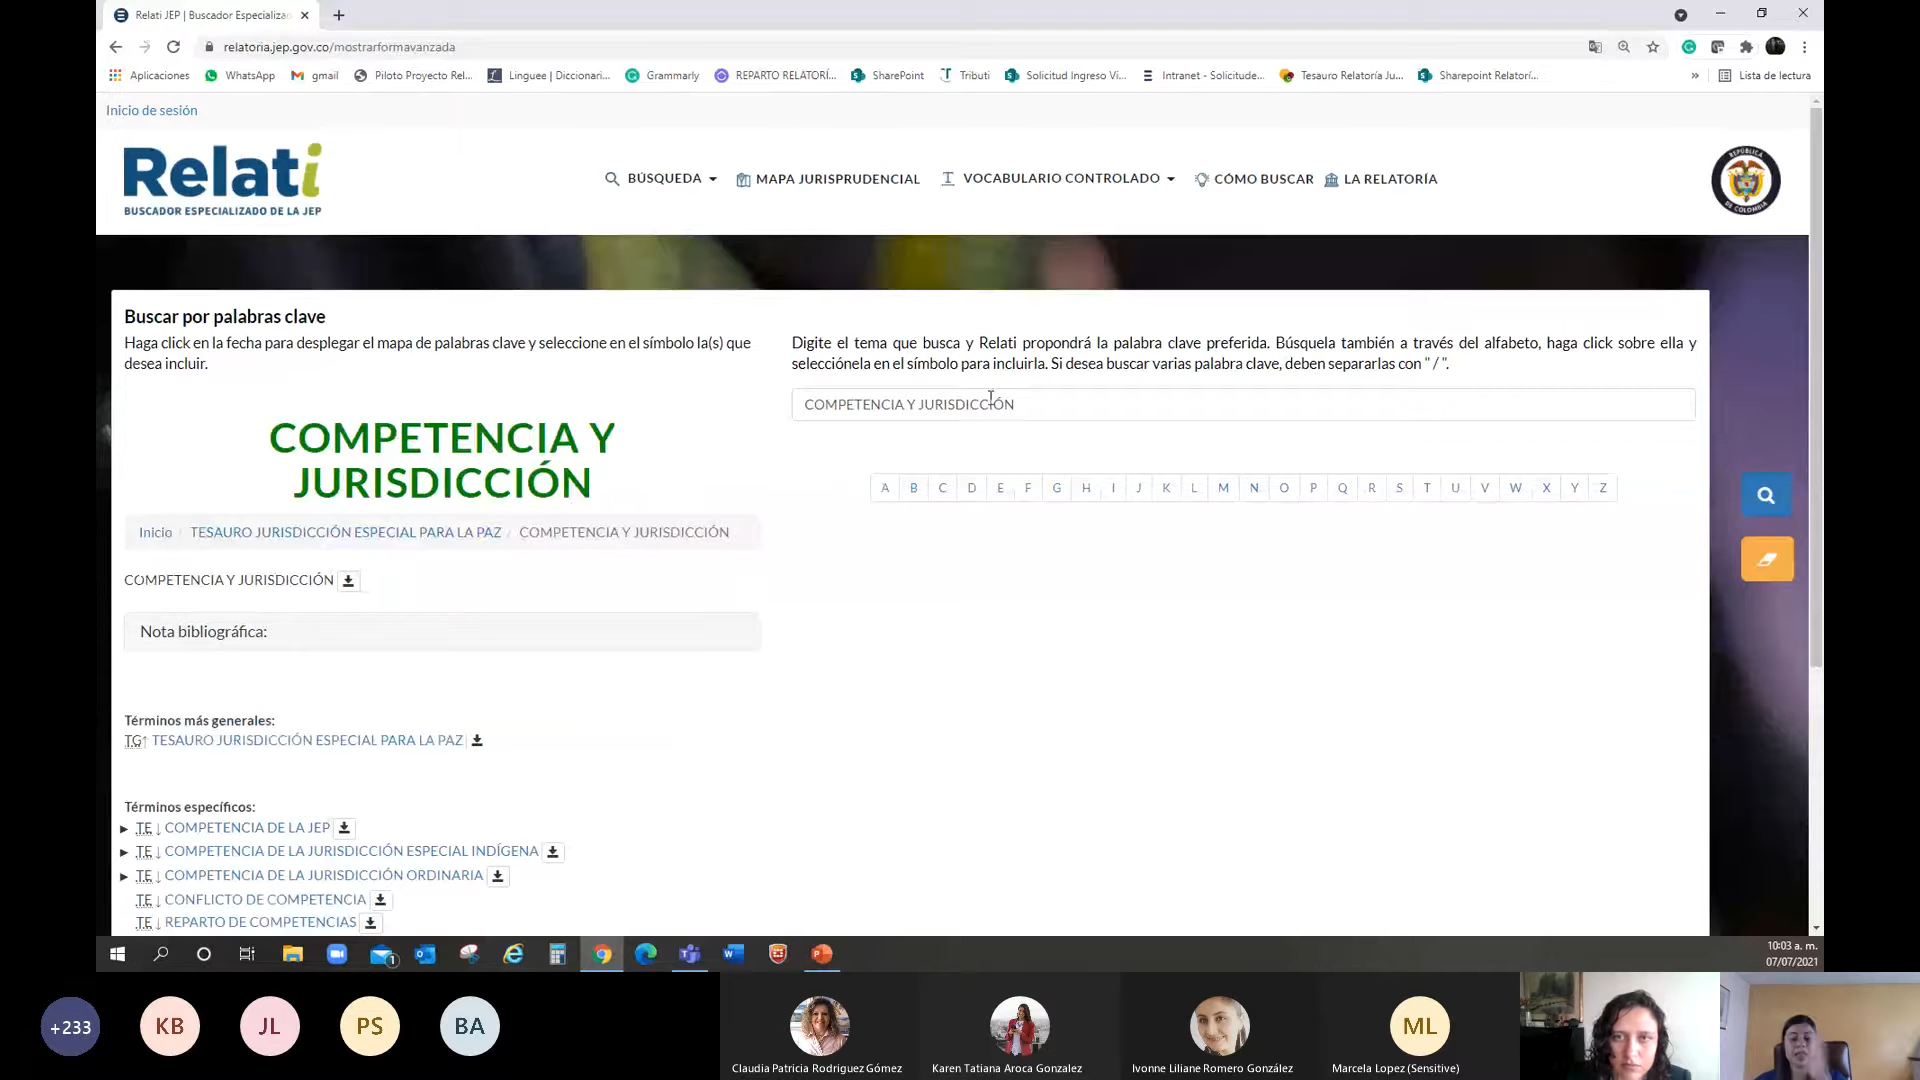 Relati JEP | Buscador Especializa
relatoria.jep.gov.co/mostrarformavanzada
Aplicaciones
WhatsApp
gmail
Piloto Proyecto Rel...
Linguee | Diccionari...
Grammarly
REPARTO RELATORÍ...
SharePoint
Tributi
Solicitud Ingreso Vi...
Intranet - Solicitude...
Tesauro Relatoría Ju...
Sharepoint Relatorí...
»
Lista de lectura
Inicio de sesión
Relati
BUSCADOR ESPECIALIZADO DE LA JEP
BÚSQUEDA
MAPA JURISPRUDENCIAL
VOCABULARIO CONTROLADO
CÓMO BUSCAR
LA RELATORÍA
REPÚBLICA
DE COLOMBIA
Buscar por palabras clave
Haga click en la fecha para desplegar el mapa de palabras clave y seleccione en el símbolo la(s) que
desea incluir.
Digite el tema que busca y Relati propondrá la palabra clave preferida. Búsquela también a través del alfabeto, haga click sobre ella y
selecciónela en el símbolo para incluirla. Si desea buscar varias palabra clave, deben separarlas con " / ".
COMPETENCIA Y JURISDICCIÓN
COMPETENCIA Y
JURISDICCIÓN
A B C D E F G H I J K L M N O P Q R S T U V W X Y Z
Inicio / TESAURO JURISDICCIÓN ESPECIAL PARA LA PAZ / COMPETENCIA Y JURISDICCIÓN
COMPETENCIA Y JURISDICCIÓN
Nota bibliográfica:
Términos más generales:
TG↑ TESAURO JURISDICCIÓN ESPECIAL PARA LA PAZ
Términos específicos:
TE↓ COMPETENCIA DE LA JEP
TE↓ COMPETENCIA DE LA JURISDICCIÓN ESPECIAL INDÍGENA
TE↓ COMPETENCIA DE LA JURISDICCIÓN ORDINARIA
TE↓ CONFLICTO DE COMPETENCIA
TE↓ REPARTO DE COMPETENCIAS
1
10:03 a. m.
07/07/2021
+233
KB
JL
PS
BA
ML
Claudia Patricia Rodriguez Gómez
Karen Tatiana Aroca Gonzalez
Ivonne Liliane Romero González
Marcela Lopez (Sensitive)